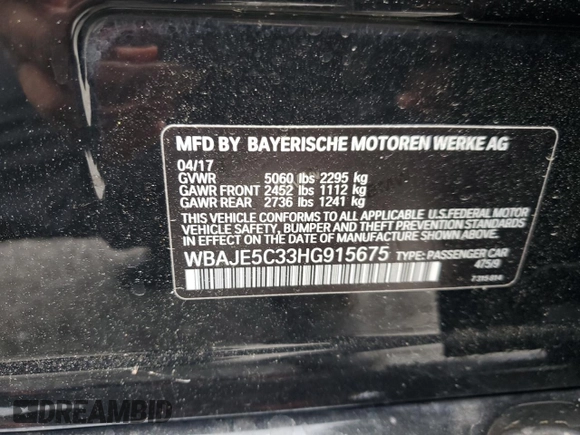 MFD BY BAYERISCHE MOTOREN WERKE AG
04/17
GVWR 5060 lbs 2295 kg
GAWR FRONT 2452 lbs 1112 kg
GAWR REAR 2736 lbs 1241 kg
THIS VEHICLE CONFORMS TO ALL APPLICABLE U.S.FEDERAL MOTOR
VEHICLE SAFETY, BUMPER AND THEFT PREVENTION STANDARDS
IN EFFECT ON THE DATE OF MANUFACTURE SHOWN ABOVE.
WBAJE5C33HG915675 TYPE: PASSENGER CAR
DREAMBID